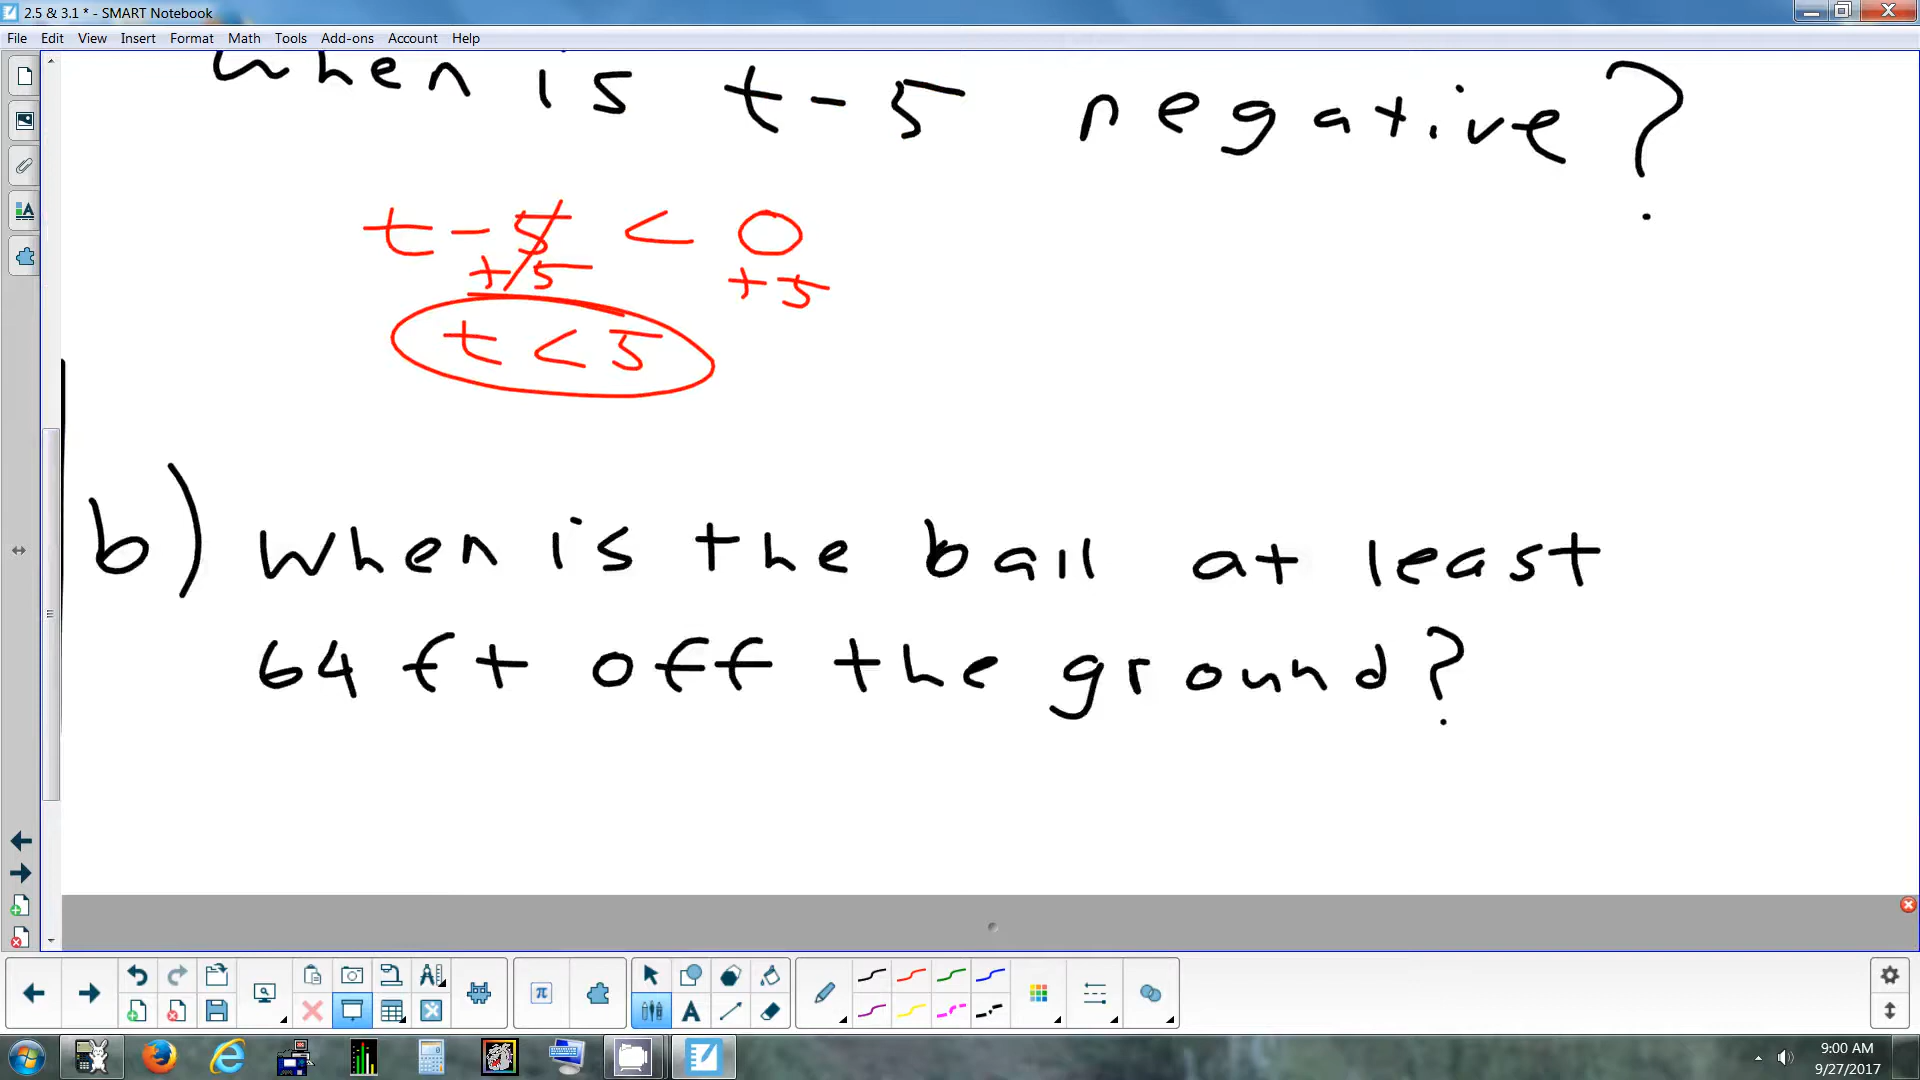 2.5 & 3.1 * - SMART Notebook
File Edit View Insert Format Math Tools Add-ons Account Help
When is t - 5 negative?
t - 5 < 0
+ 5 + 5
t < 5
b) When is the ball at least
64 ft off the ground?
9:00 AM
9/27/2017